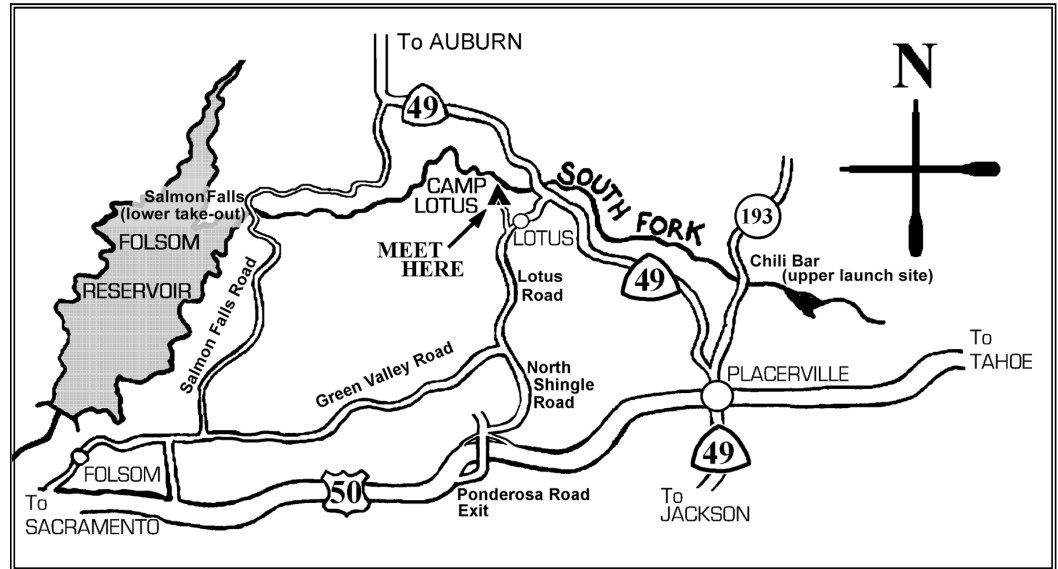 To AUBURN
N
49
Salmon Falls
(lower take-out)
CAMP
LOTUS
SOUTH FORK
193
FOLSOM
RESERVOIR
MEET
HERE
LOTUS
Chili Bar
(upper launch site)
Lotus
Road
49
Salmon Falls Road
To
TAHOE
Green Valley Road
North
Shingle
Road
PLACERVILLE
FOLSOM
50
49
Ponderosa Road
Exit
To
SACRAMENTO
To
JACKSON